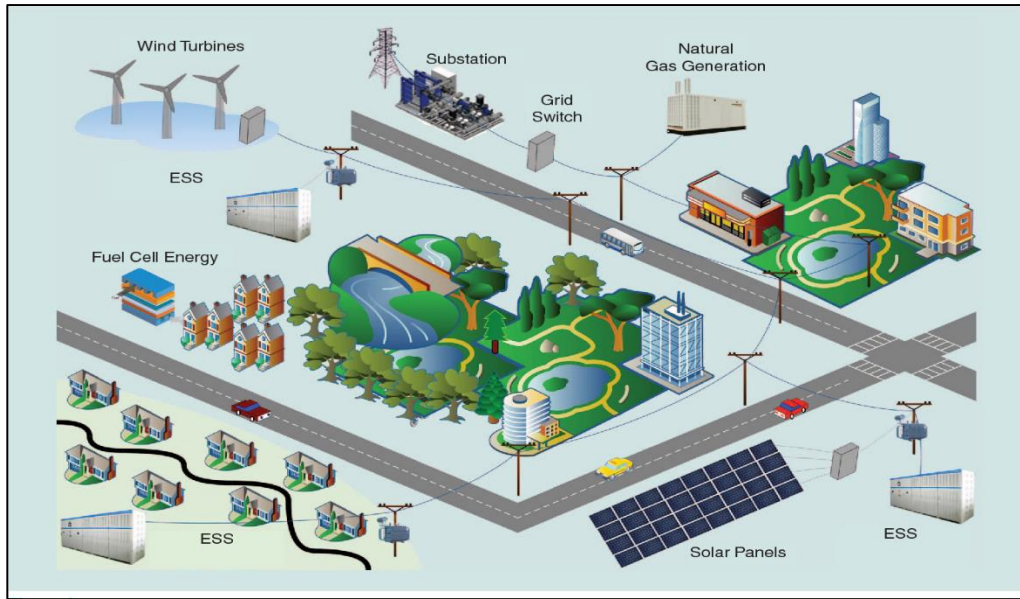 Wind Turbines
Substation
Natural
Gas Generation
Grid
Switch
ESS
Fuel Cell Energy
ESS
Solar Panels
ESS